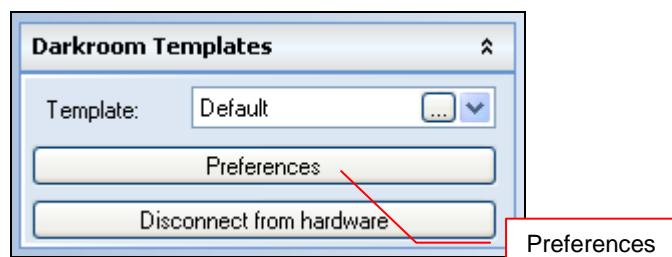 Darkroom Templates
Template: Default ...
Preferences
Disconnect from hardware
Preferences